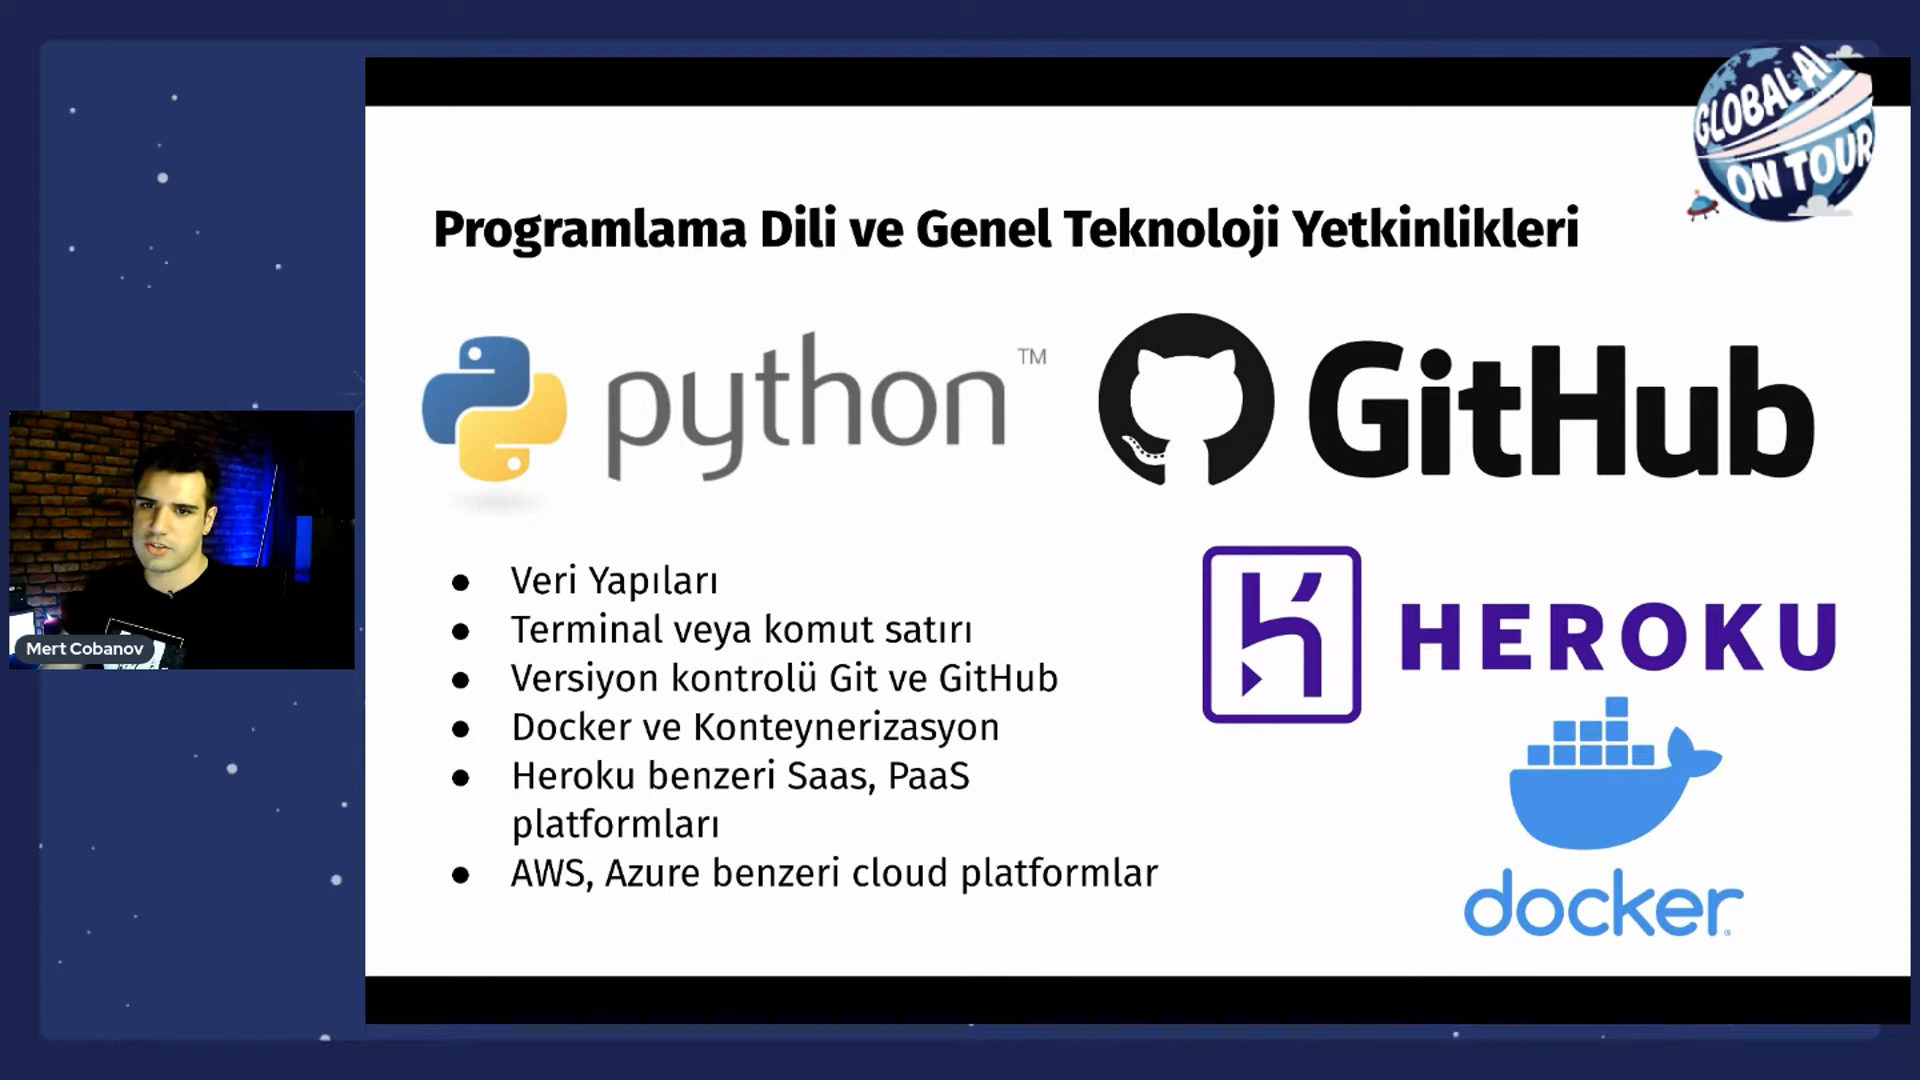 GLOBAL AI
ON TOUR
Programlama Dili ve Genel Teknoloji Yetkinlikleri
python™
GitHub
HEROKU
docker
● Veri Yapıları
● Terminal veya komut satırı
● Versiyon kontrolü Git ve GitHub
● Docker ve Konteynerizasyon
● Heroku benzeri Saas, PaaS
platformları
● AWS, Azure benzeri cloud platformlar
Mert Cobanov